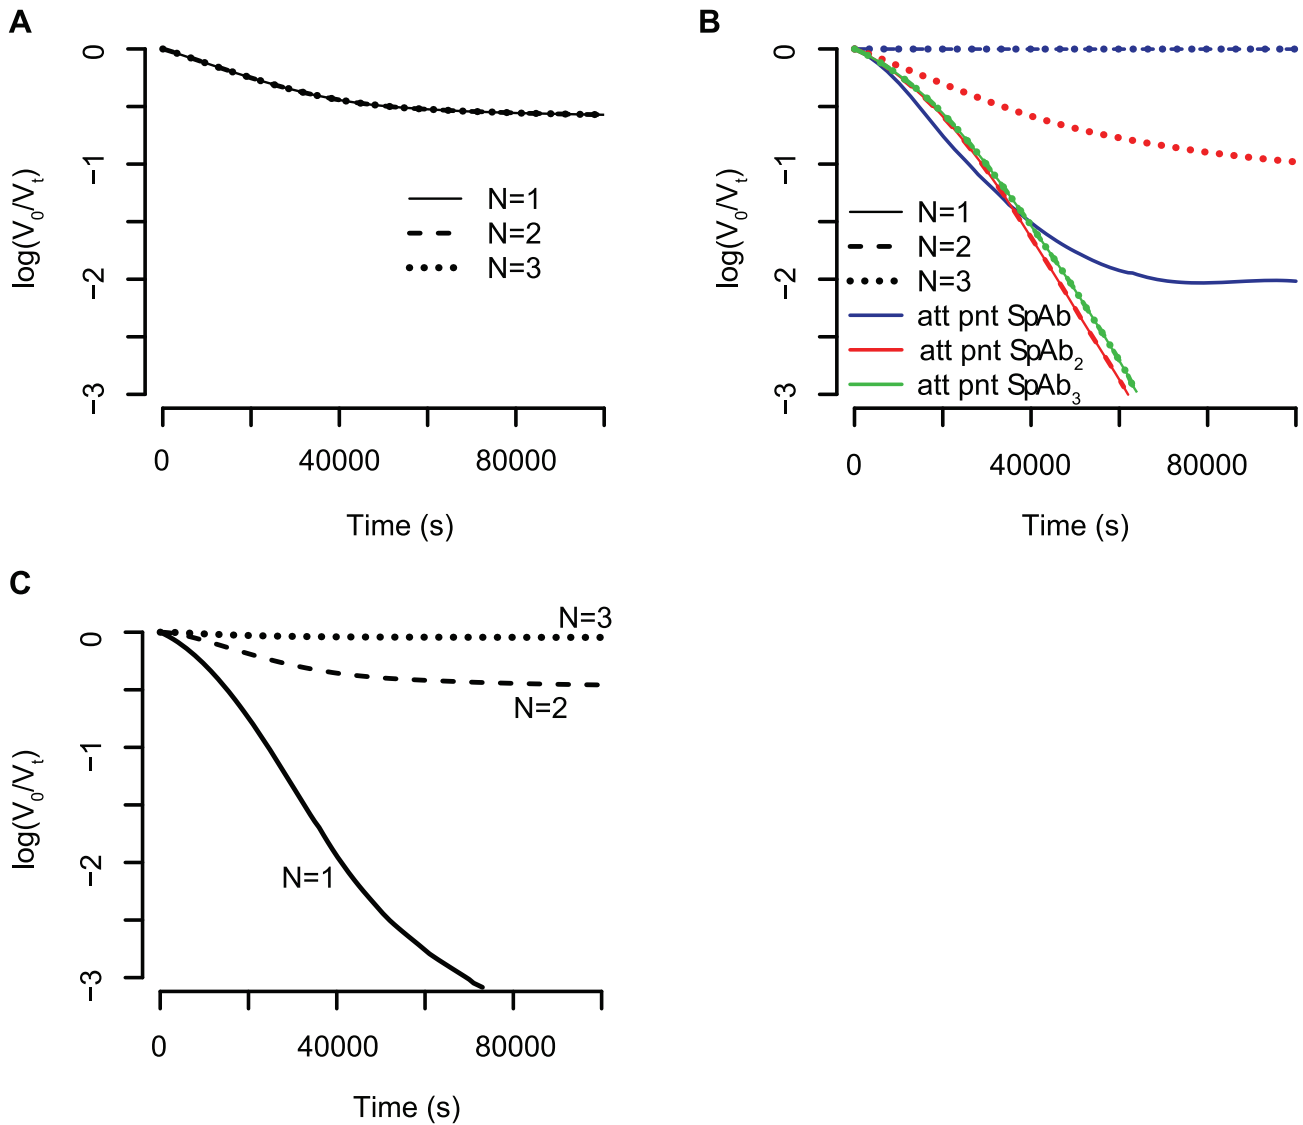 A
0
−1
−2
−3
log(V0/Vt)
N=1
N=2
N=3
0 40000 80000
Time (s)
B
0
−1
−2
−3
log(V0/Vt)
N=1
N=2
N=3
att pnt SpAb
att pnt SpAb2
att pnt SpAb3
0 40000 80000
Time (s)
C
0
−1
−2
−3
log(V0/Vt)
N=3
N=2
N=1
0 40000 80000
Time (s)